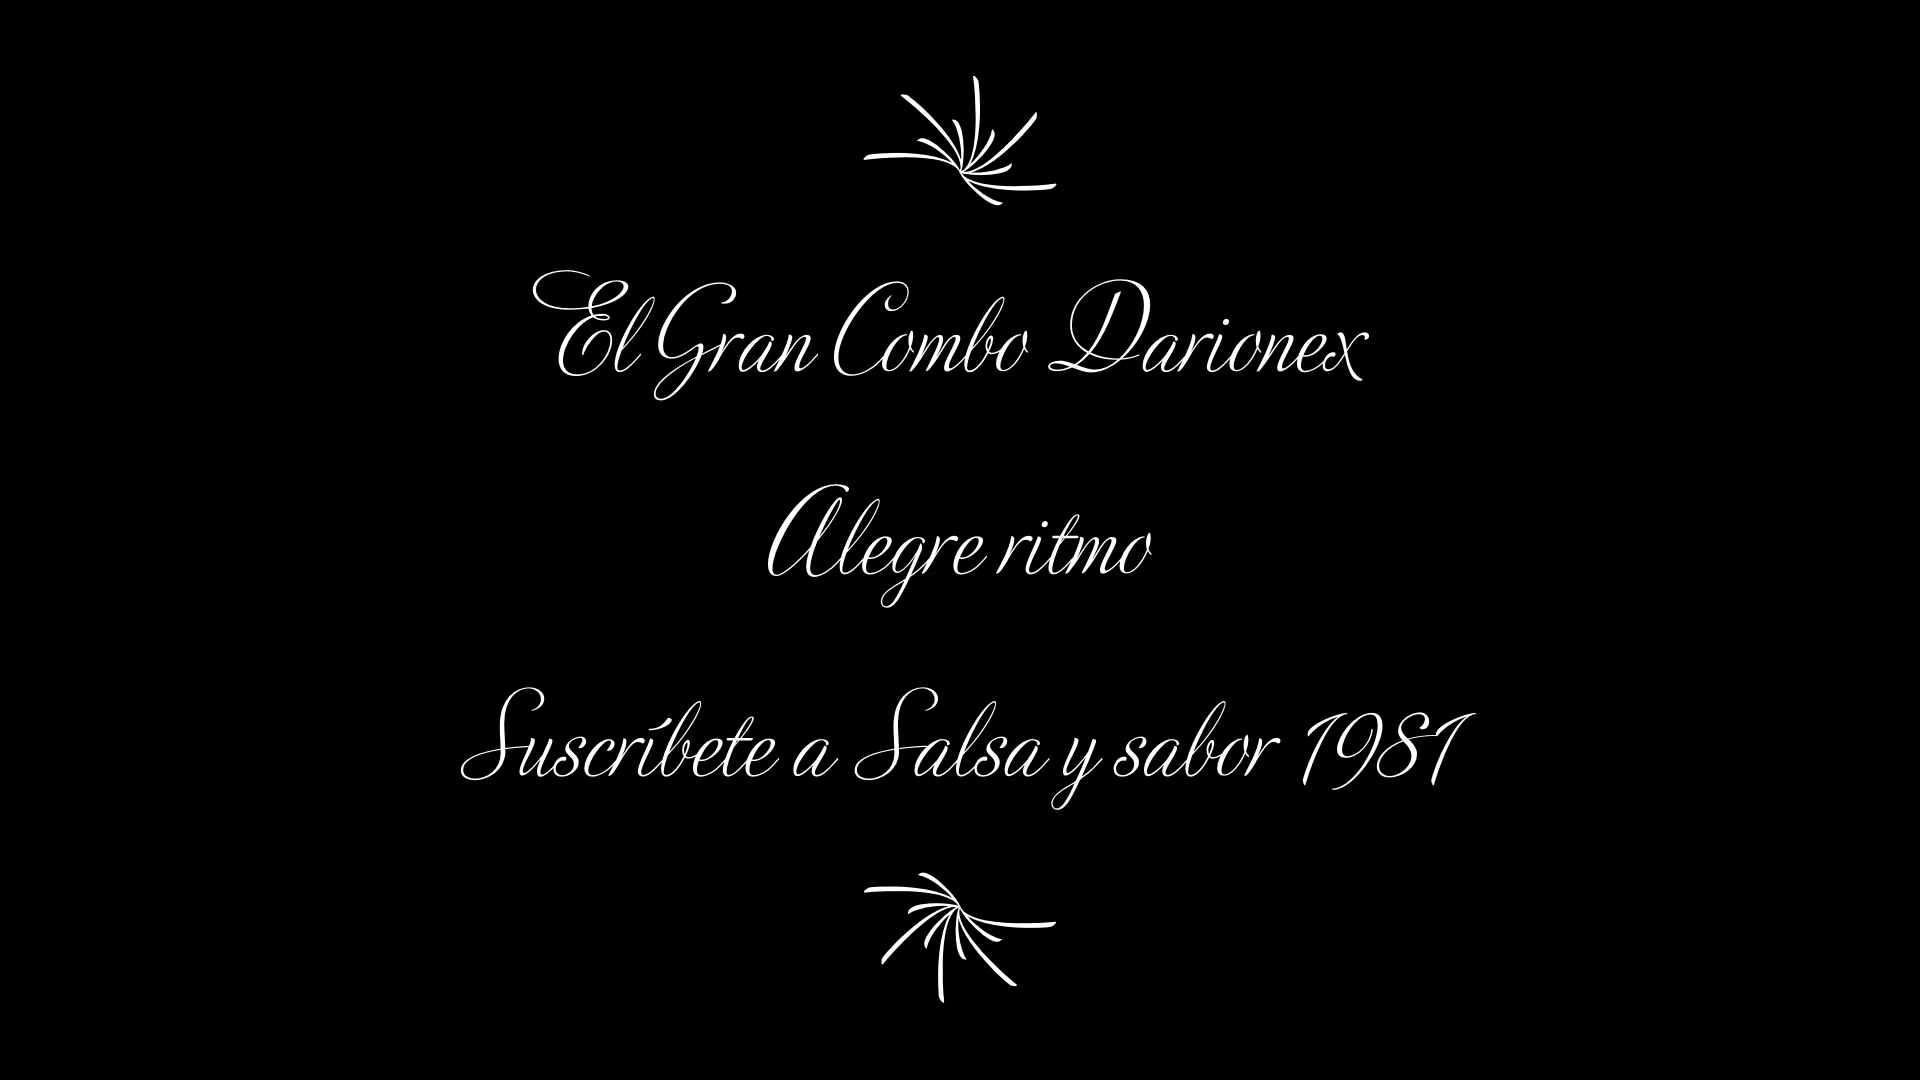 El Gran Combo Darionex
Alegre ritmo
Suscríbete a Salsa y sabor 1981